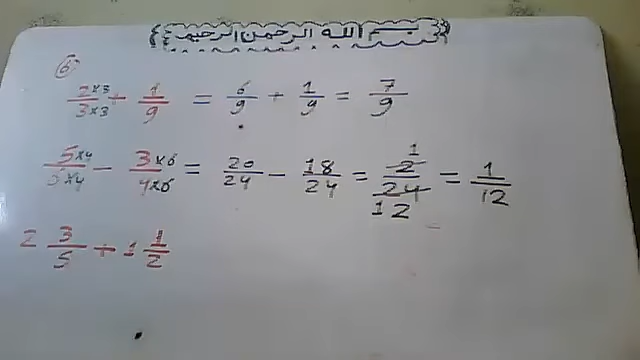 بسم الله الرحمن الرحيم
6
2×3/3×3 + 1/9 = 6/9 + 1/9 = 7/9
5×4/6×4 - 3×6/4×6 = 20/24 - 18/24 = 2/24 = 1/12
1 12
2 3/5 + 1 1/2